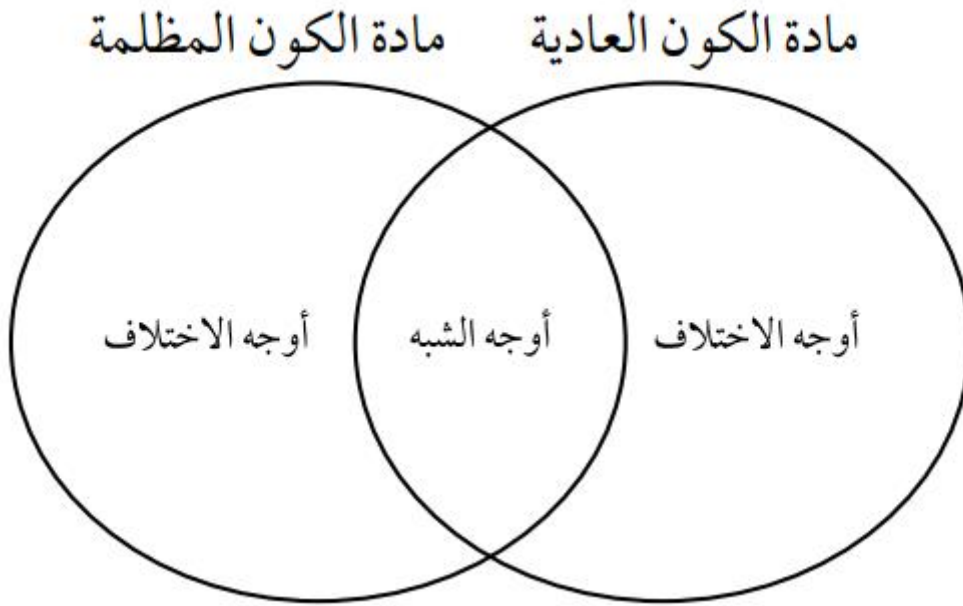 مادة الكون العادية
مادة الكون المظلمة
أوجه الاختلاف
أوجه الشبه
أوجه الاختلاف